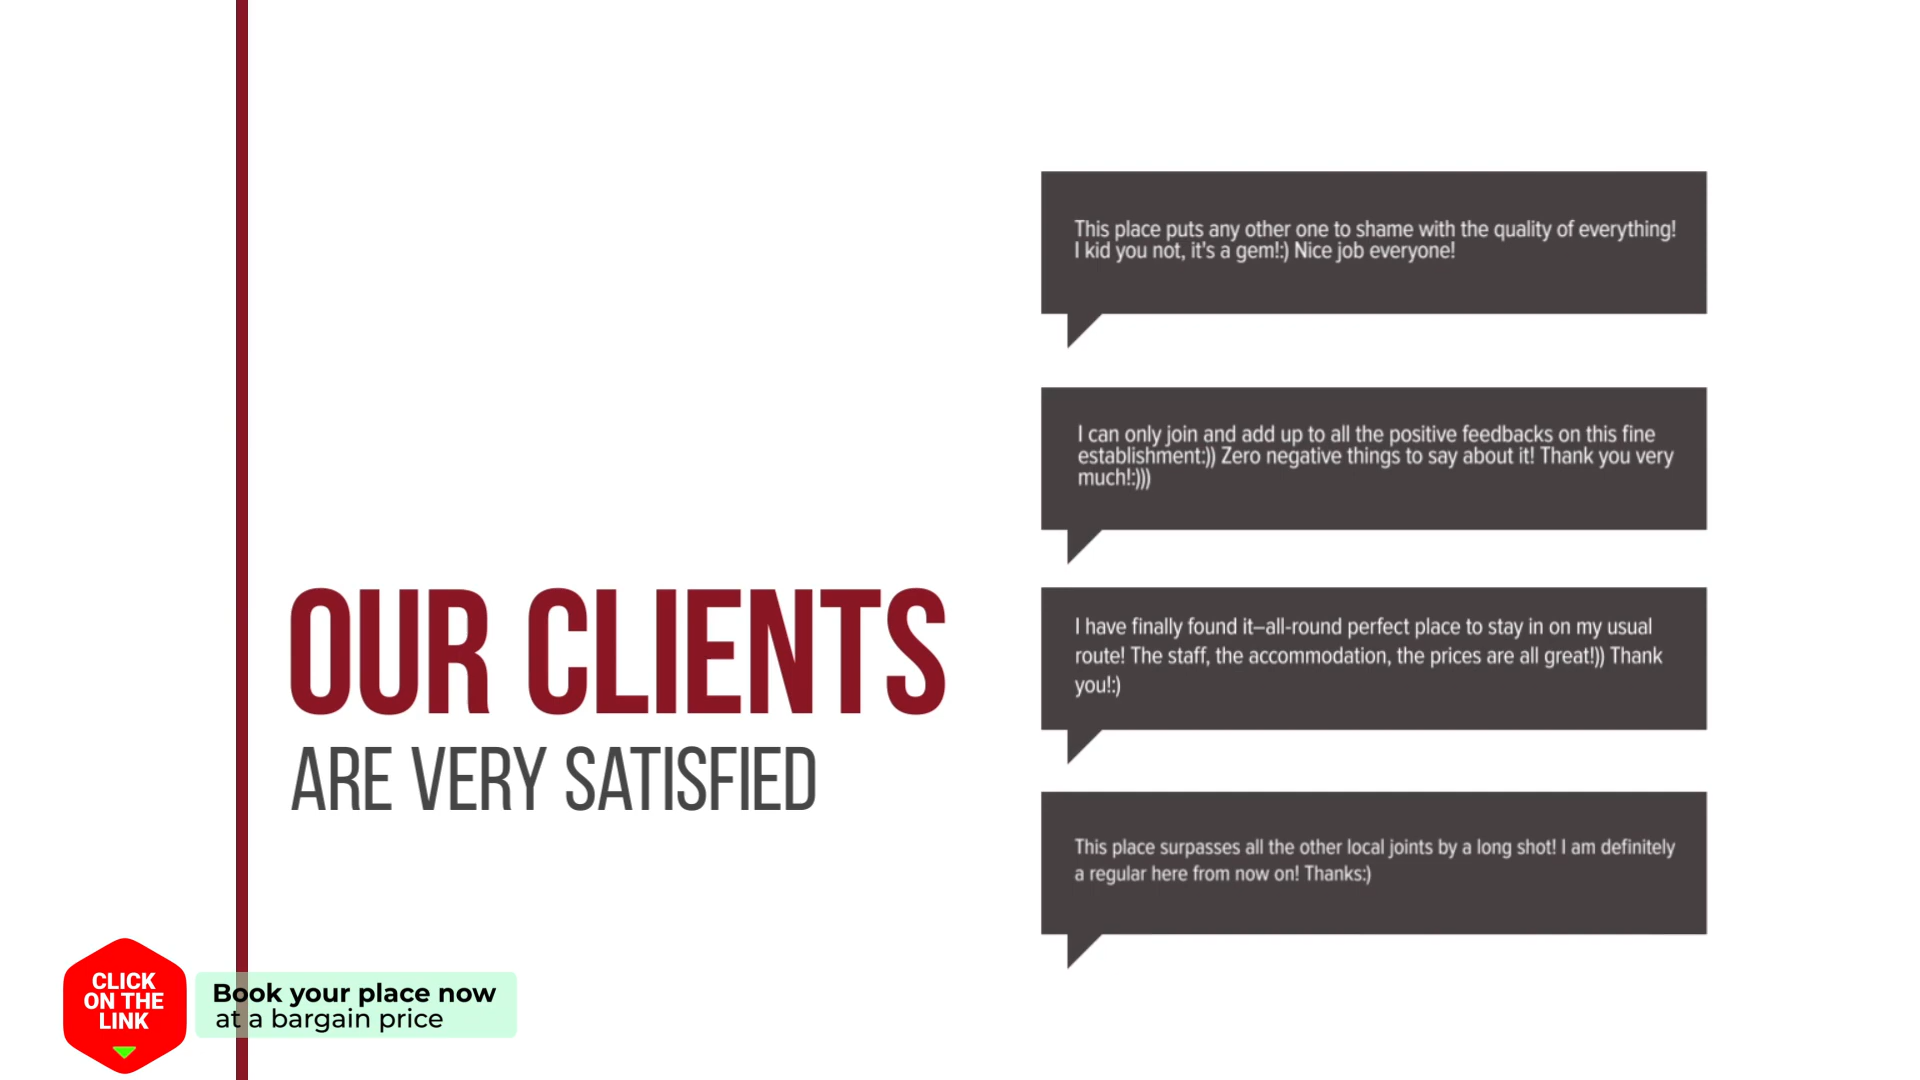 OUR CLIENTS
ARE VERY SATISFIED
This place puts any other one to shame with the quality of everything!
I kid you not, it's a gem!:) Nice job everyone!
I can only join and add up to all the positive feedbacks on this fine
establishment:)) Zero negative things to say about it! Thank you very
much!:)))
I have finally found it–all-round perfect place to stay in on my usual
route! The staff, the accommodation, the prices are all great!)) Thank
you!:)
This place surpasses all the other local joints by a long shot! I am definitely
a regular here from now on! Thanks:)
CLICK
ON THE
LINK
Book your place now
at a bargain price